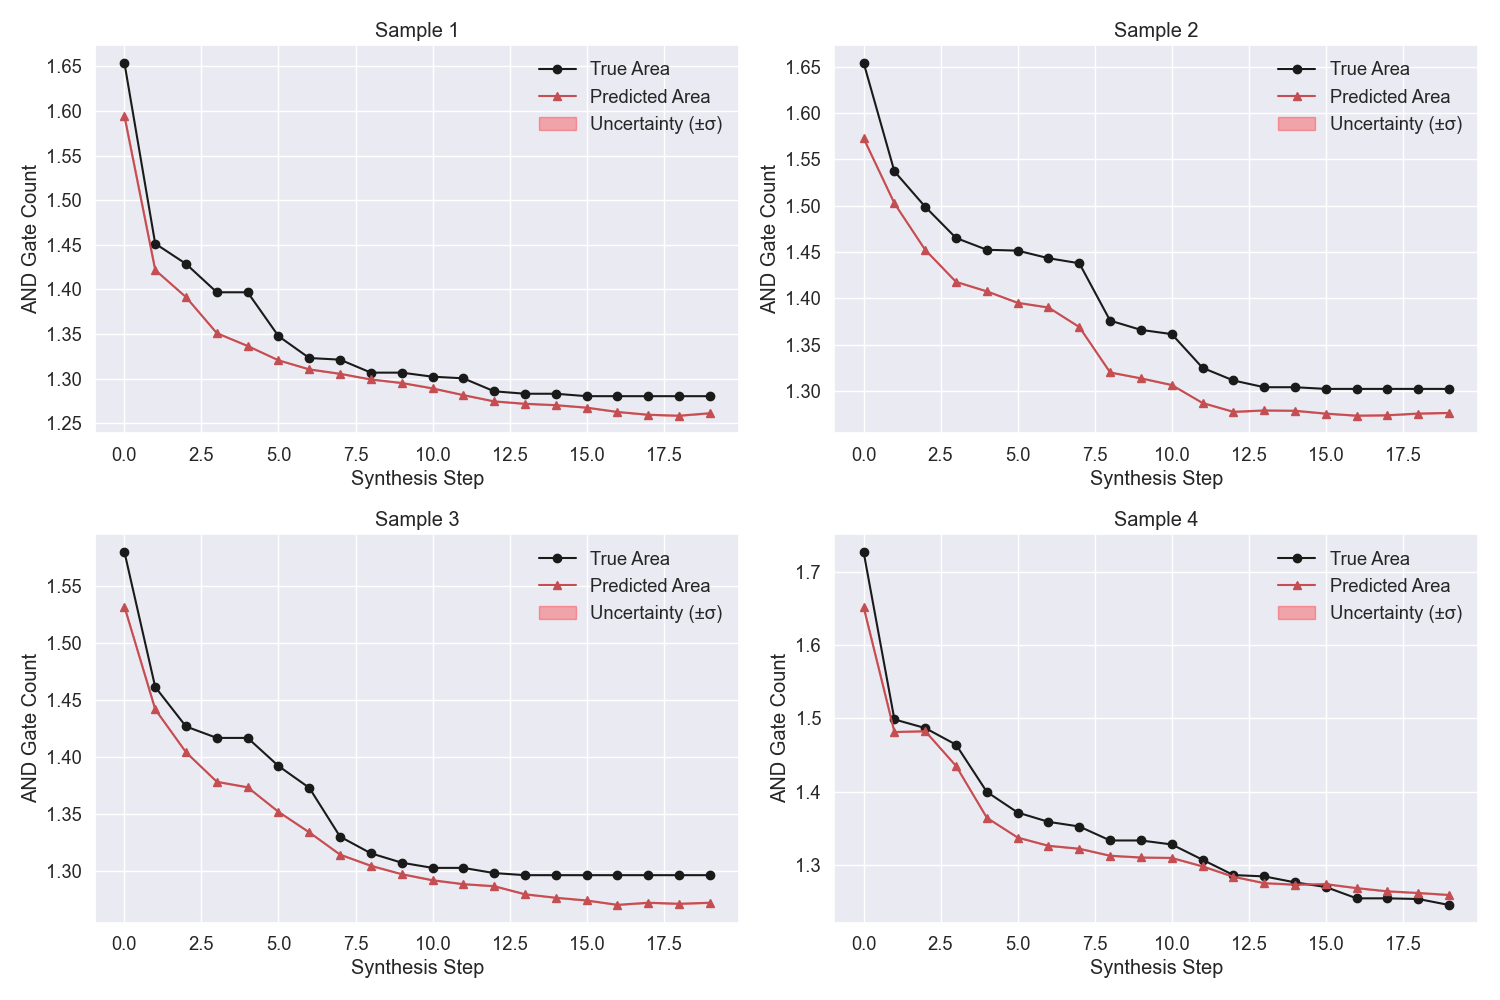 Sample 1
True Area
Predicted Area
Uncertainty (±σ)
AND Gate Count
1.65
1.60
1.55
1.50
1.45
1.40
1.35
1.30
1.25
0.0 2.5 5.0 7.5 10.0 12.5 15.0 17.5
Synthesis Step
Sample 2
True Area
Predicted Area
Uncertainty (±σ)
AND Gate Count
1.65
1.60
1.55
1.50
1.45
1.40
1.35
1.30
0.0 2.5 5.0 7.5 10.0 12.5 15.0 17.5
Synthesis Step
Sample 3
True Area
Predicted Area
Uncertainty (±σ)
AND Gate Count
1.55
1.50
1.45
1.40
1.35
1.30
0.0 2.5 5.0 7.5 10.0 12.5 15.0 17.5
Synthesis Step
Sample 4
True Area
Predicted Area
Uncertainty (±σ)
AND Gate Count
1.7
1.6
1.5
1.4
1.3
0.0 2.5 5.0 7.5 10.0 12.5 15.0 17.5
Synthesis Step